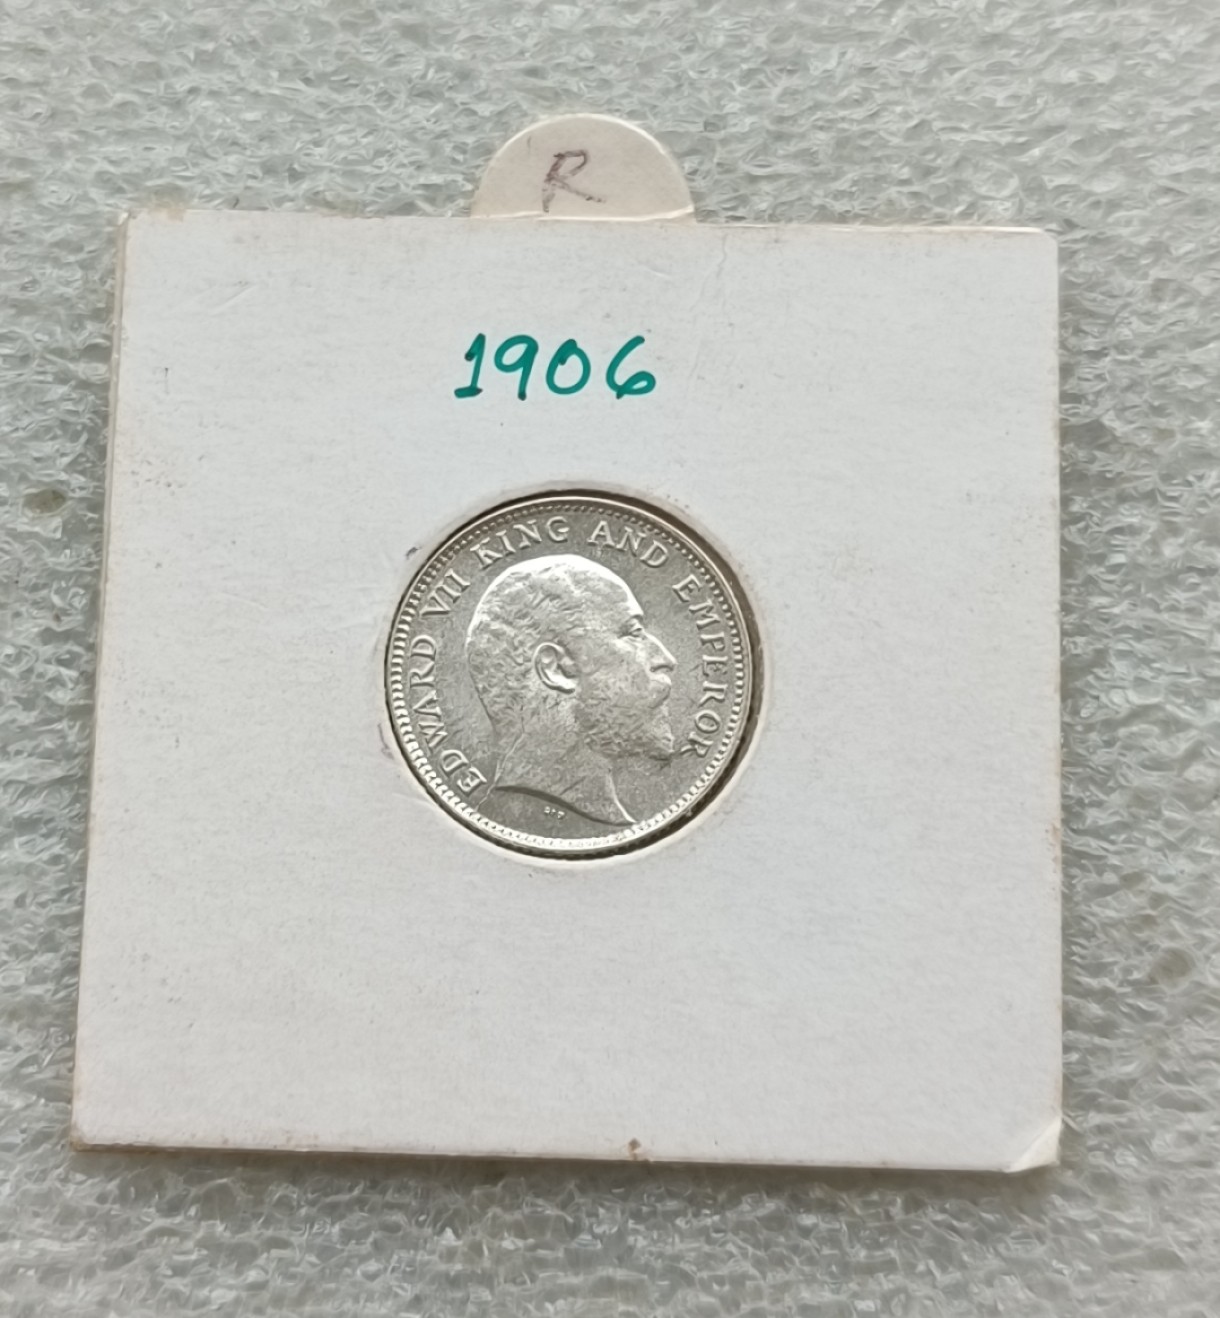 R
1906
EDWARD VII KING AND EMPEROR